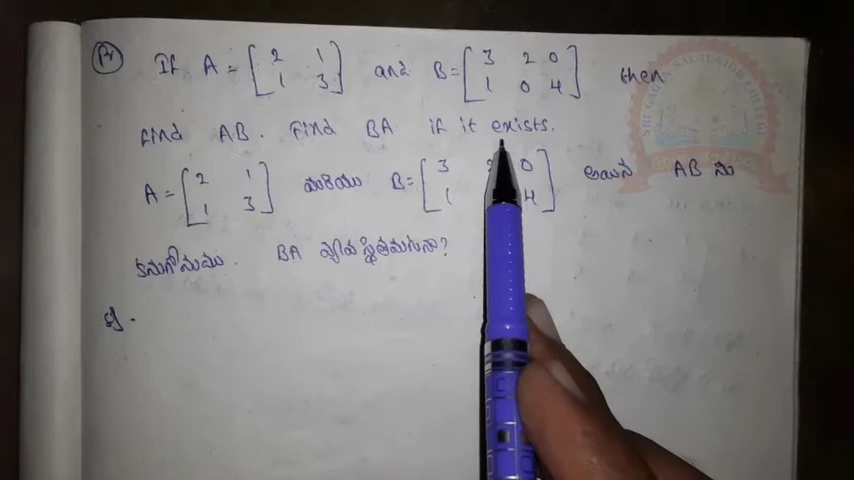 If A = [2 1 and B = [3 2 0 then
1 3] 1 0 4]
find AB. Find BA if it exists.
A = [2 1 మరియు B = [3 2 0 అయిన AB ను
1 3] 1 4]
కనుగొనుము. BA వ్యవస్థితమగునా?